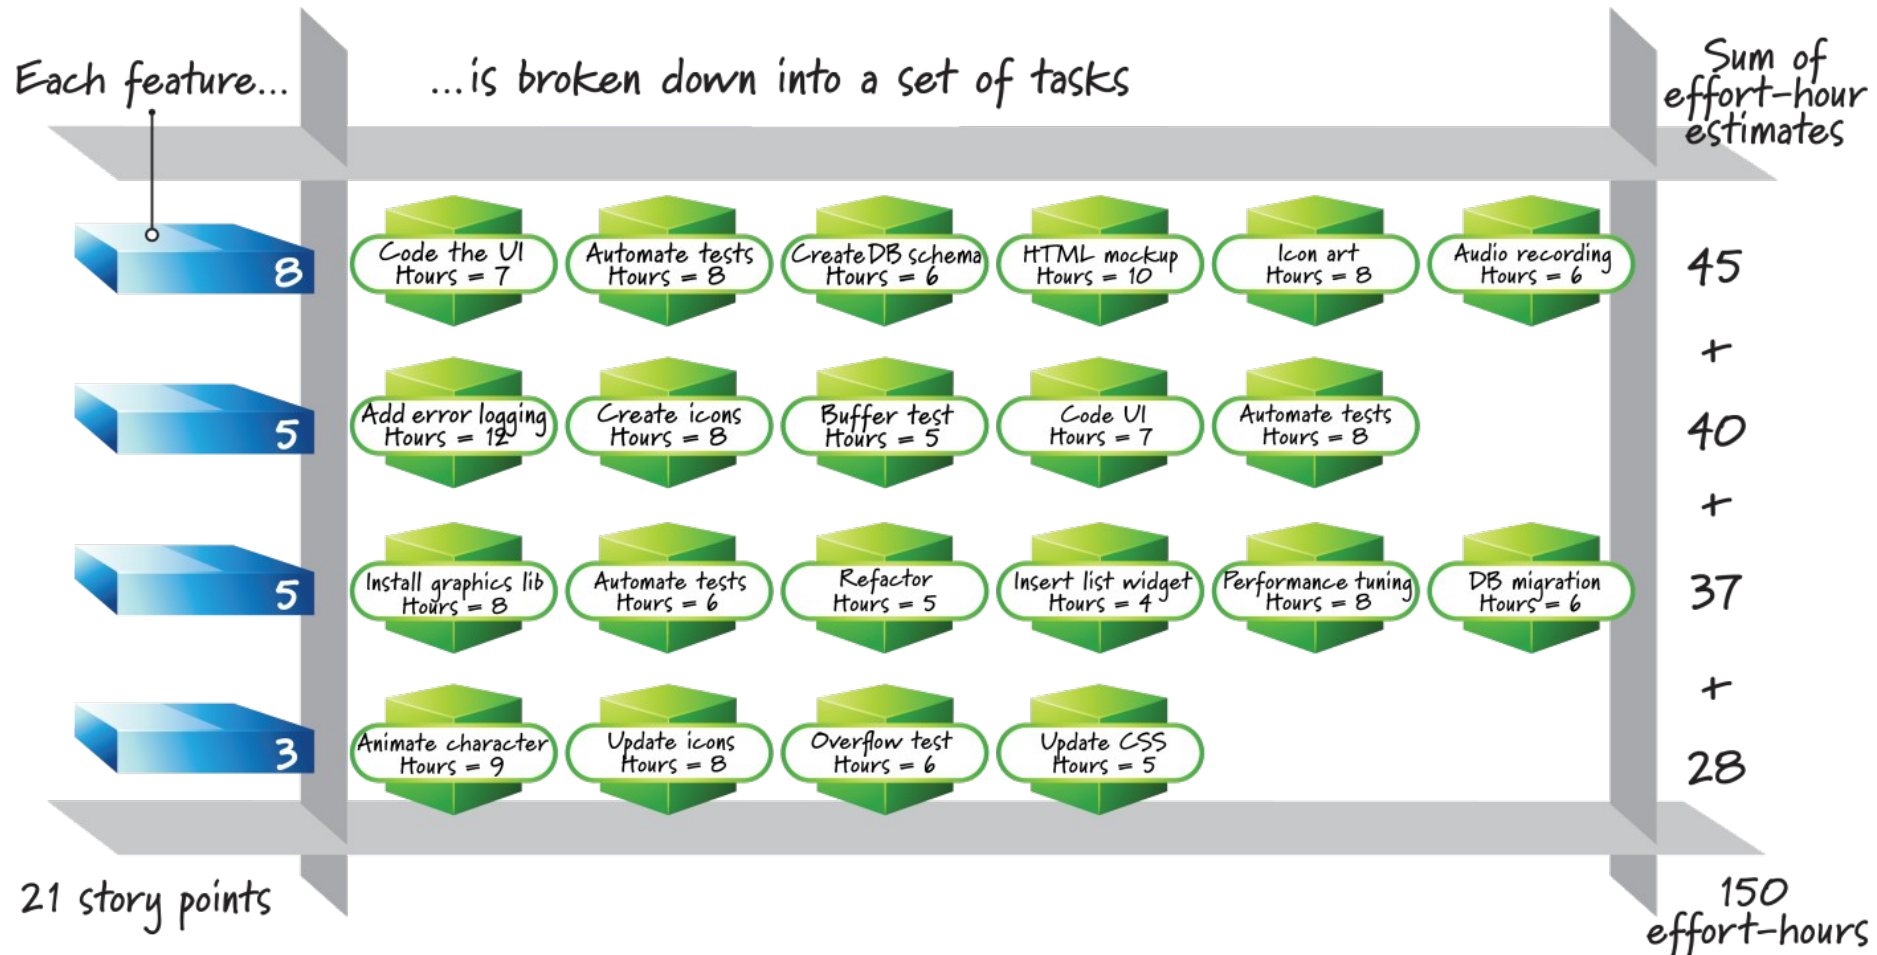 Each feature...
...is broken down into a set of tasks
Sum of
effort-hour
estimates
8
Code the UI
Hours = 7
Automate tests
Hours = 8
Create DB schema
Hours = 6
HTML mockup
Hours = 10
Icon art
Hours = 8
Audio recording
Hours = 6
45
+
5
Add error logging
Hours = 12
Create icons
Hours = 8
Buffer test
Hours = 5
Code UI
Hours = 7
Automate tests
Hours = 8
40
+
5
Install graphics lib
Hours = 8
Automate tests
Hours = 6
Refactor
Hours = 5
Insert list widget
Hours = 4
Performance tuning
Hours = 8
DB migration
Hours = 6
37
+
3
Animate character
Hours = 9
Update icons
Hours = 8
Overflow test
Hours = 6
Update CSS
Hours = 5
28
21 story points
150
effort-hours